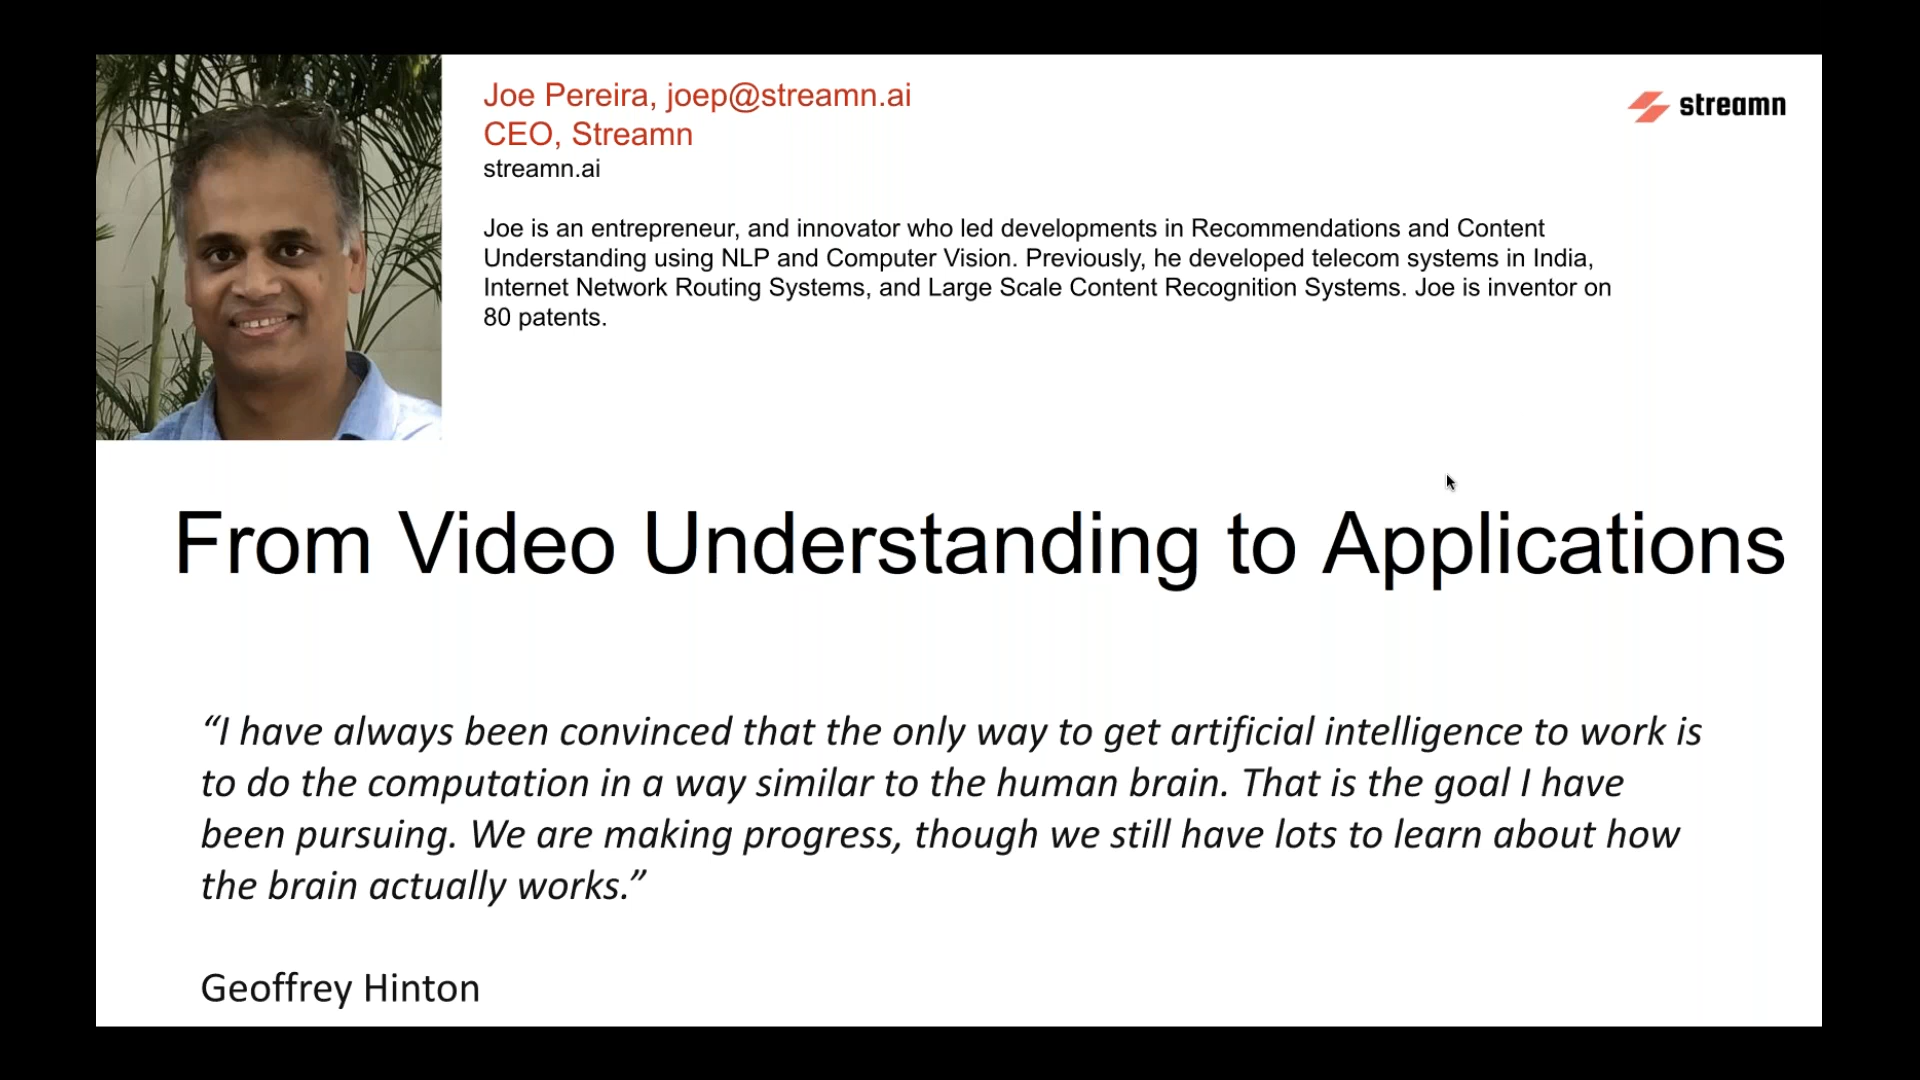 Joe Pereira, joep@streamn.ai
CEO, Streamn
streamn.ai
streamn
Joe is an entrepreneur, and innovator who led developments in Recommendations and Content
Understanding using NLP and Computer Vision. Previously, he developed telecom systems in India,
Internet Network Routing Systems, and Large Scale Content Recognition Systems. Joe is inventor on
80 patents.
From Video Understanding to Applications
“I have always been convinced that the only way to get artificial intelligence to work is
to do the computation in a way similar to the human brain. That is the goal I have
been pursuing. We are making progress, though we still have lots to learn about how
the brain actually works.”
Geoffrey Hinton